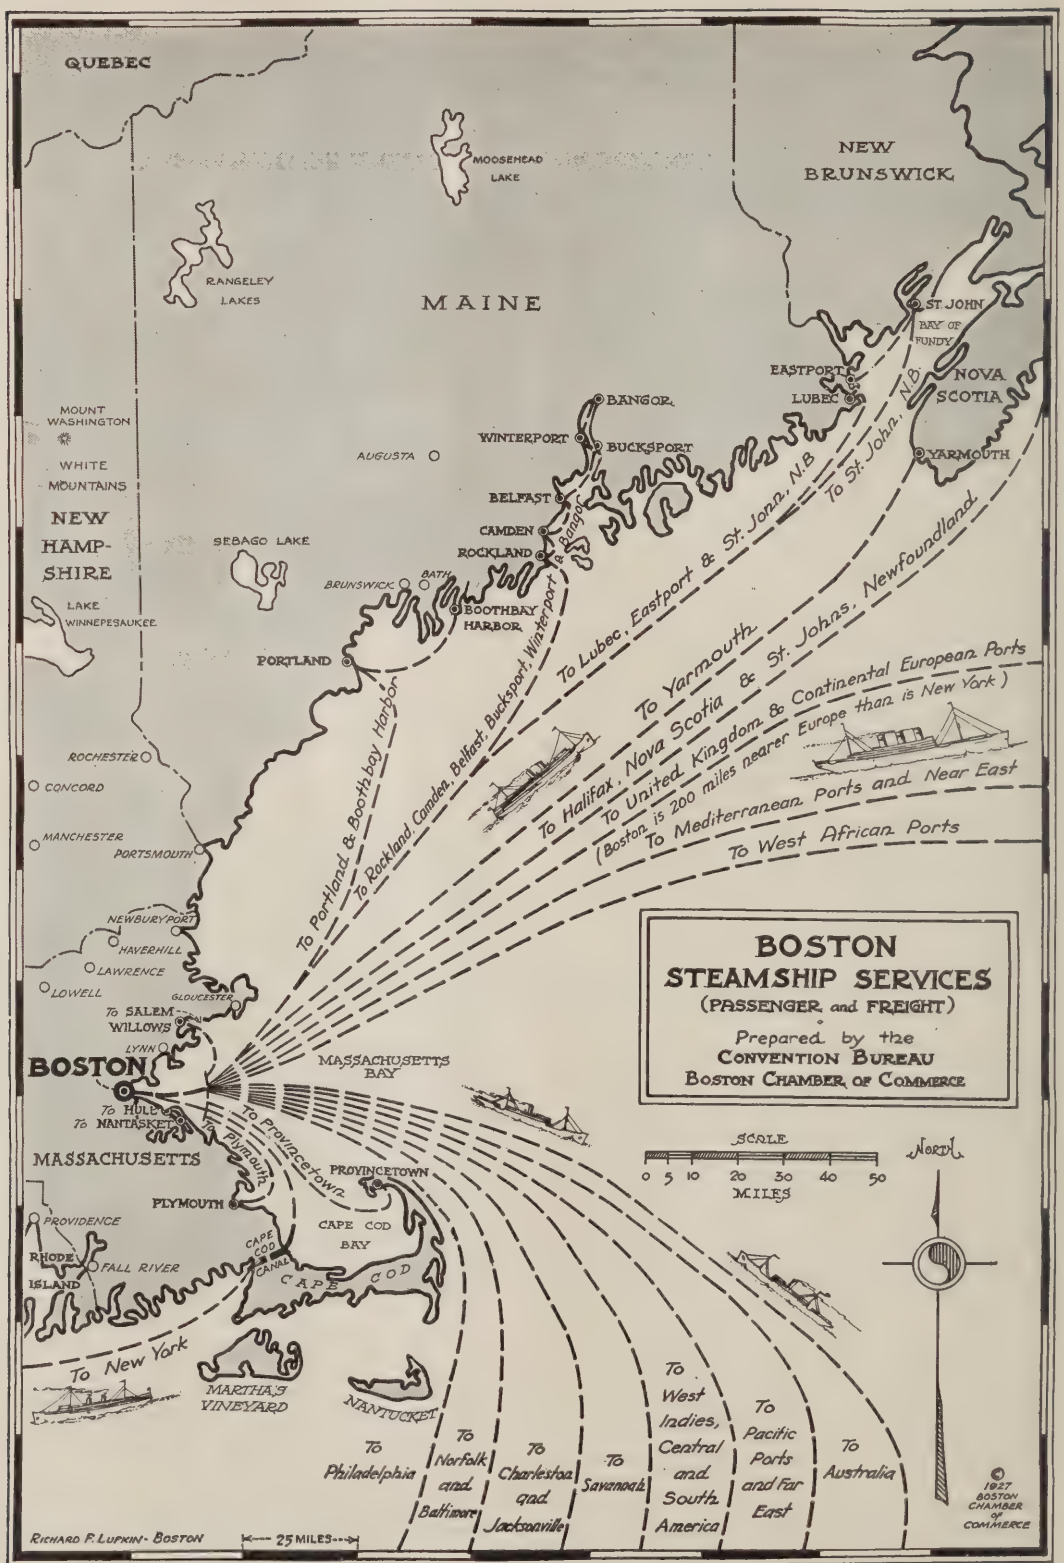 QUEBEC
MOOSEHEAD
LAKE
NEW
BRUNSWICK
RANGELEY
LAKES
MAINE
ST. JOHN
BAY OF
FUNDY
EASTPORT
LUBEC
NOVA
SCOTIA
YARMOUTH
BANGOR
WINTERPORT
BUCKSPORT
MOUNT
WASHINGTON
WHITE
MOUNTAINS
AUGUSTA
BELFAST
CAMDEN
ROCKLAND
NEW
HAMP-
SHIRE
SEBAGO LAKE
BRUNSWICK
BATH
BOOTHBAY
HARBOR
LAKE
WINNEPESAUKEE
PORTLAND
ROCHESTER
CONCORD
MANCHESTER
PORTSMOUTH
To Portland & Boothbay Harbor
To Rockland, Camden, Belfast, Bucksport, Winterport & Bangor
To Lubec, Eastport & St. John, N.B
To St. John, N.B.
To Yarmouth
To Halifax, Nova Scotia & St. Johns, Newfoundland
To United Kingdom & Continental European Ports
(Boston is 200 miles nearer Europe than is New York)
To Mediterranean Ports and Near East
To West African Ports
NEWBURYPORT
HAVERHILL
LAWRENCE
LOWELL
GLOUCESTER
To SALEM
WILLOWS
LYNN
BOSTON
To HULL
To NANTASKET
MASSACHUSETTS
BAY
MASSACHUSETTS
To Plymouth
To Provincetown
PROVINCETOWN
PLYMOUTH
CAPE COD
BAY
CAPE
COD
CANAL
CAPE COD
PROVIDENCE
RHODE
ISLAND
FALL RIVER
To New York
MARTHA'S
VINEYARD
NANTUCKET
BOSTON
STEAMSHIP SERVICES
(PASSENGER and FREIGHT)
Prepared by the
CONVENTION BUREAU
BOSTON CHAMBER OF COMMERCE
SCALE
0 5 10 20 30 40 50
MILES
NORTH
To
Philadelphia
To
Norfolk
and
Baltimore
To
Charleston
and
Jacksonville
To
Savannah
To
West
Indies,
Central
and
South
America
To
Pacific
Ports
and Far
East
To
Australia
©
1927
BOSTON
CHAMBER
OF
COMMERCE
RICHARD F. LUFKIN - BOSTON
25 MILES